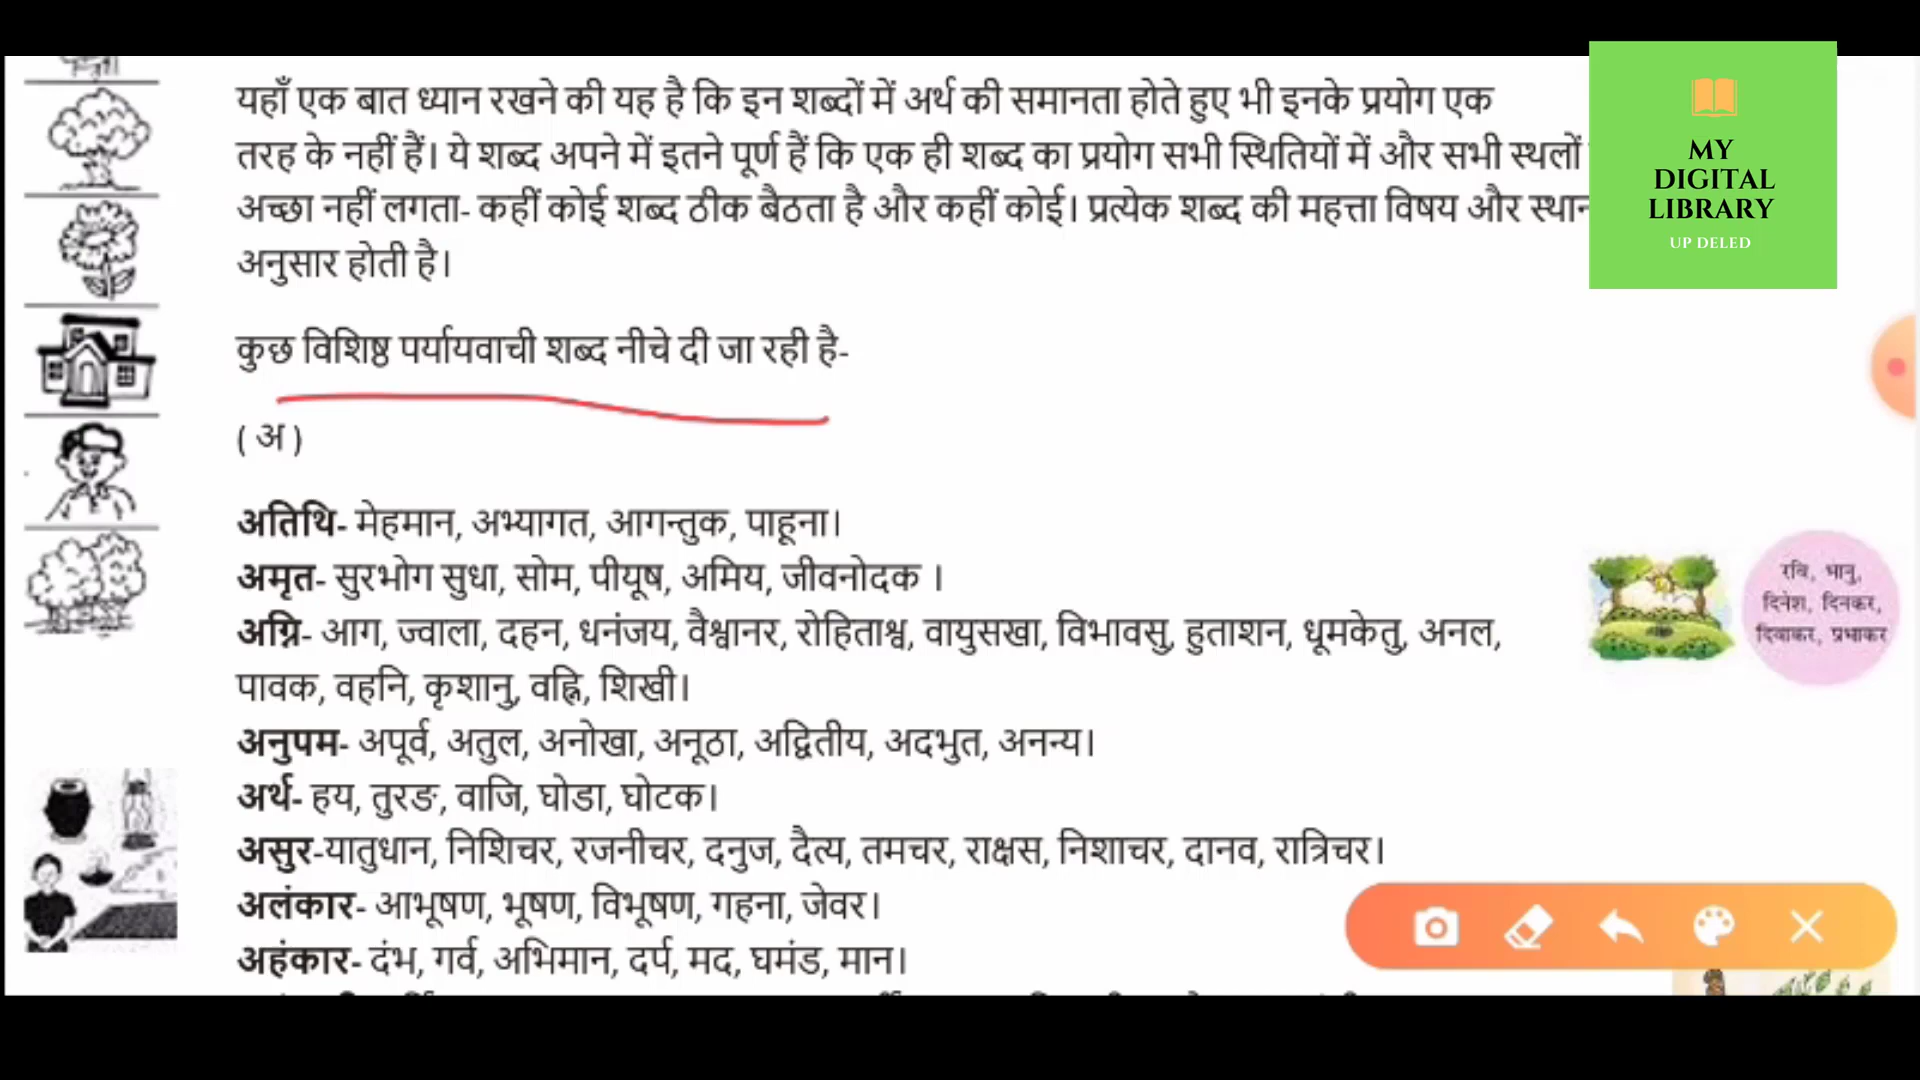 यहाँ एक बात ध्यान रखने की यह है कि इन शब्दों में अर्थ की समानता होते हुए भी इनके प्रयोग एक
तरह के नहीं हैं। ये शब्द अपने में इतने पूर्ण हैं कि एक ही शब्द का प्रयोग सभी स्थितियों में और सभी स्थलों
अच्छा नहीं लगता- कहीं कोई शब्द ठीक बैठता है और कहीं कोई। प्रत्येक शब्द की महत्ता विषय और स्थान
अनुसार होती है।
कुछ विशिष्ठ पर्यायवाची शब्द नीचे दी जा रही है-
( अ )
अतिथि- मेहमान, अभ्यागत, आगन्तुक, पाहूना।
अमृत- सुरभोग सुधा, सोम, पीयूष, अमिय, जीवनोदक ।
अग्नि- आग, ज्वाला, दहन, धनंजय, वैश्वानर, रोहिताश्व, वायुसखा, विभावसु, हुताशन, धूमकेतु, अनल,
पावक, वहनि, कृशानु, वह्नि, शिखी।
अनुपम- अपूर्व, अतुल, अनोखा, अनूठा, अद्वितीय, अदभुत, अनन्य।
अर्थ- हय, तुरङ, वाजि, घोडा, घोटक।
असुर-यातुधान, निशिचर, रजनीचर, दनुज, दैत्य, तमचर, राक्षस, निशाचर, दानव, रात्रिचर।
अलंकार- आभूषण, भूषण, विभूषण, गहना, जेवर।
अहंकार- दंभ, गर्व, अभिमान, दर्प, मद, घमंड, मान।
MY
DIGITAL
LIBRARY
UP DELED
रवि, भानु,
दिनेश, दिनकर,
दिवाकर, प्रभाकर